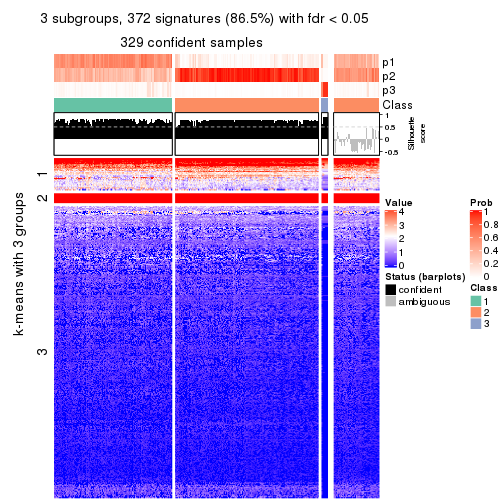 3 subgroups, 372 signatures (86.5%) with fdr < 0.05
329 confident samples
p1
p2
p3
Class
1
0.5
0
-0.5
Silhouette
score
k-means with 3 groups
1
2
3
Value
4
3
2
1
0
Status (barplots)
confident
ambiguous
Prob
1
0.8
0.6
0.4
0.2
0
Class
1
2
3